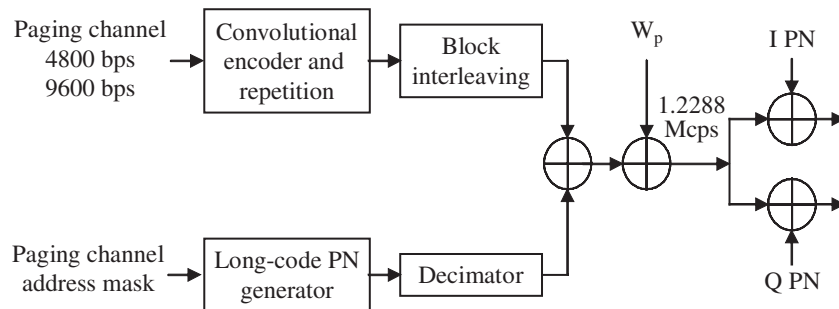 Paging channel
4800 bps
9600 bps
Convolutional
encoder and
repetition
Block
interleaving
W_p
1.2288
Mcps
I PN
Paging channel
address mask
Long-code PN
generator
Decimator
Q PN